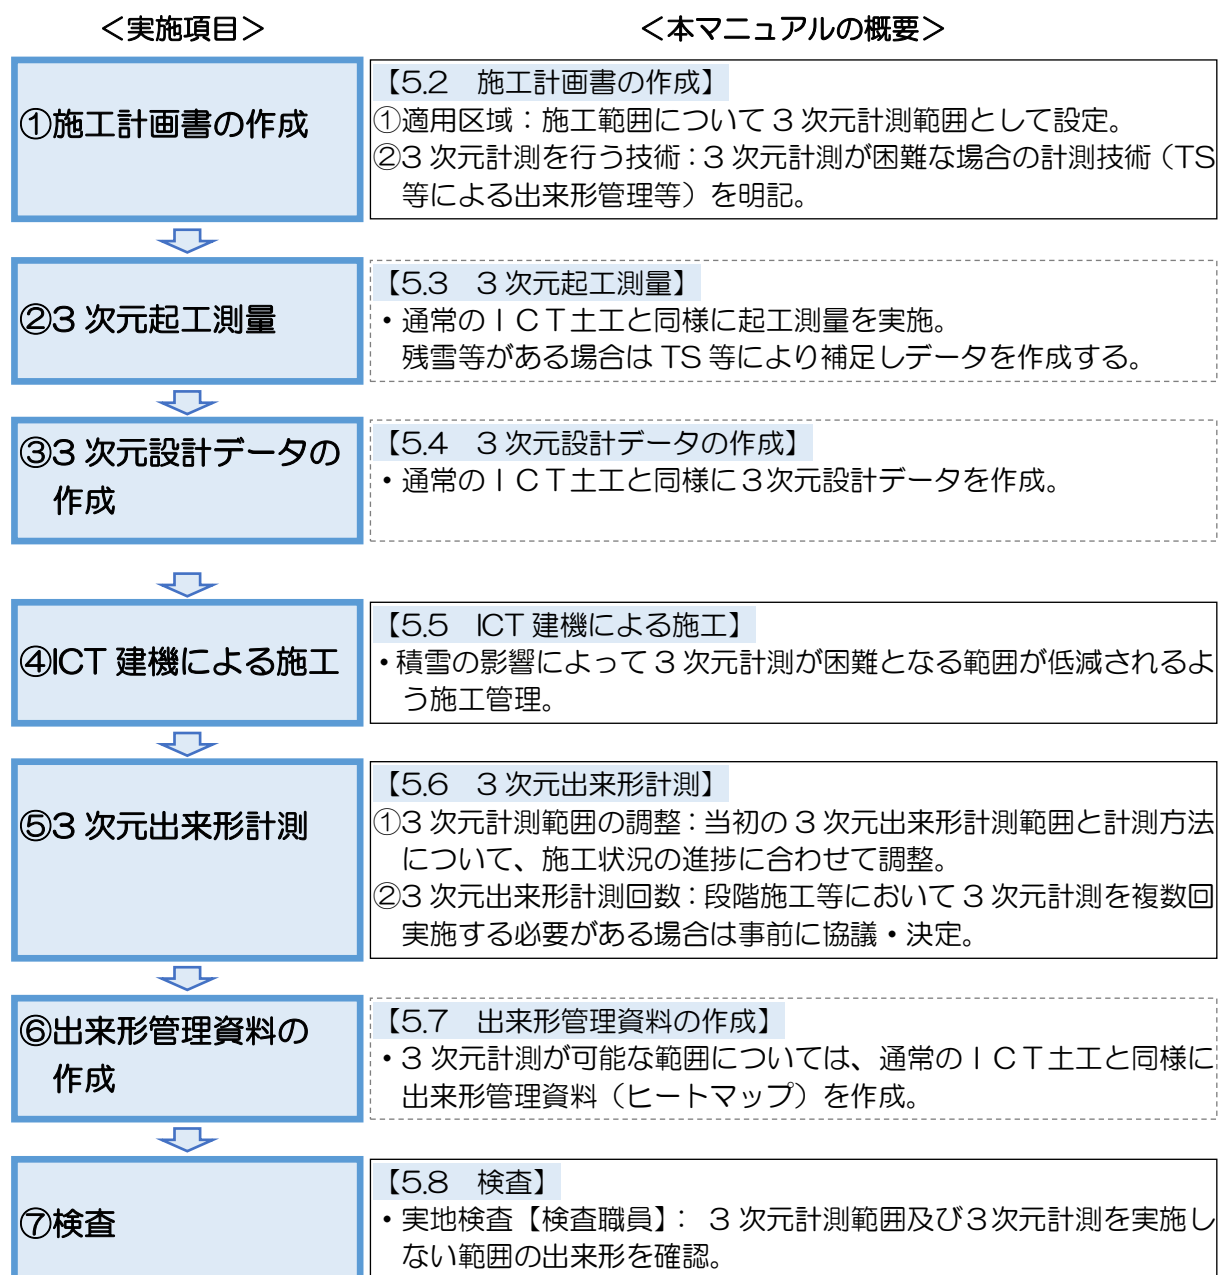 ＜実施項目＞
＜本マニュアルの概要＞
①施工計画書の作成
【5.2　施工計画書の作成】
①適用区域：施工範囲について３次元計測範囲として設定。
②３次元計測を行う技術：３次元計測が困難な場合の計測技術（TS
等による出来形管理等）を明記。
②３次元起工測量
【5.3　３次元起工測量】
・通常のＩＣＴ土工と同様に起工測量を実施。
残雪等がある場合は TS 等により補足しデータを作成する。
③３次元設計データの
作成
【5.4　３次元設計データの作成】
・通常のＩＣＴ土工と同様に３次元設計データを作成。
④ICT 建機による施工
【5.5　ICT 建機による施工】
・積雪の影響によって３次元計測が困難となる範囲が低減されるよ
う施工管理。
⑤３次元出来形計測
【5.6　３次元出来形計測】
①３次元計測範囲の調整：当初の３次元出来形計測範囲と計測方法
について、施工状況の進捗に合わせて調整。
②３次元出来形計測回数：段階施工等において３次元計測を複数回
実施する必要がある場合は事前に協議・決定。
⑥出来形管理資料の
作成
【5.7　出来形管理資料の作成】
・３次元計測が可能な範囲については、通常のＩＣＴ土工と同様に
出来形管理資料（ヒートマップ）を作成。
⑦検査
【5.8　検査】
・実地検査【検査職員】： ３次元計測範囲及び３次元計測を実施し
ない範囲の出来形を確認。